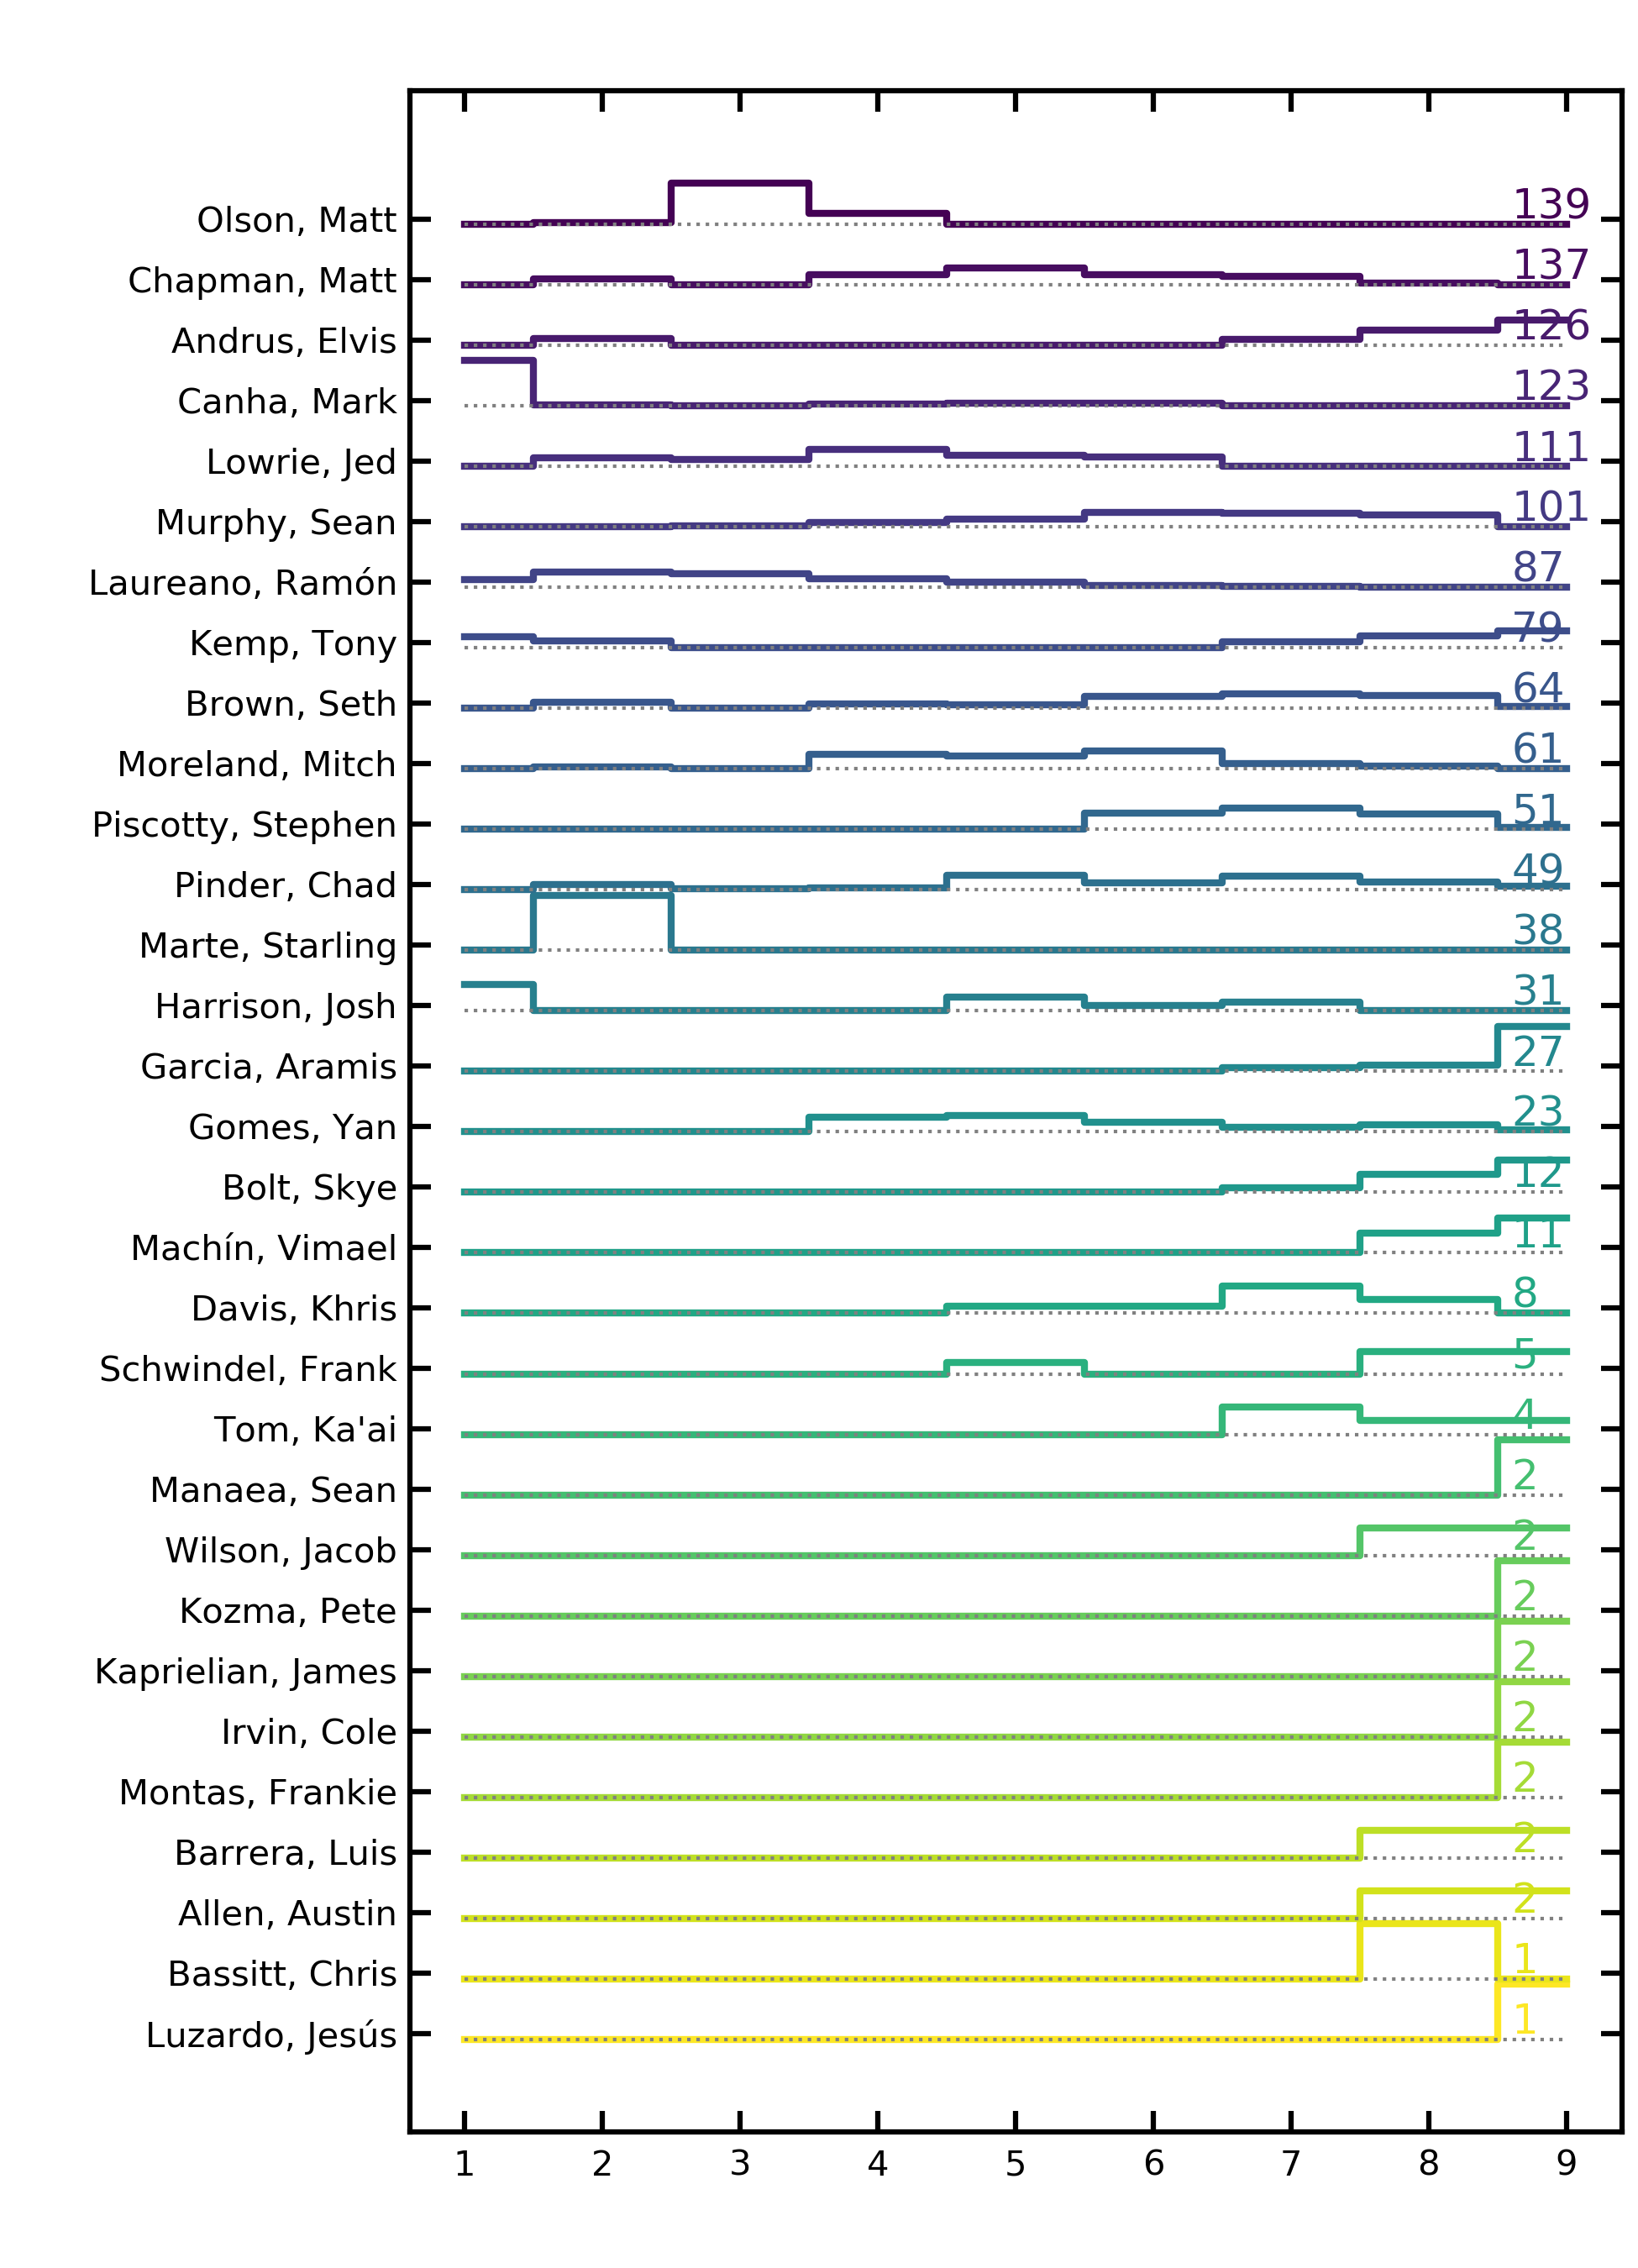 Olson, Matt 139
Chapman, Matt 137
Andrus, Elvis 126
Canha, Mark 123
Lowrie, Jed 111
Murphy, Sean 101
Laureano, Ramón 87
Kemp, Tony 79
Brown, Seth 64
Moreland, Mitch 61
Piscotty, Stephen 51
Pinder, Chad 49
Marte, Starling 38
Harrison, Josh 31
Garcia, Aramis 27
Gomes, Yan 23
Bolt, Skye 12
Machín, Vimael 11
Davis, Khris 8
Schwindel, Frank 5
Tom, Ka'ai 4
Manaea, Sean 2
Wilson, Jacob 2
Kozma, Pete 2
Kaprielian, James 2
Irvin, Cole 2
Montas, Frankie 2
Barrera, Luis 2
Allen, Austin 2
Bassitt, Chris 1
Luzardo, Jesús 1
1 2 3 4 5 6 7 8 9